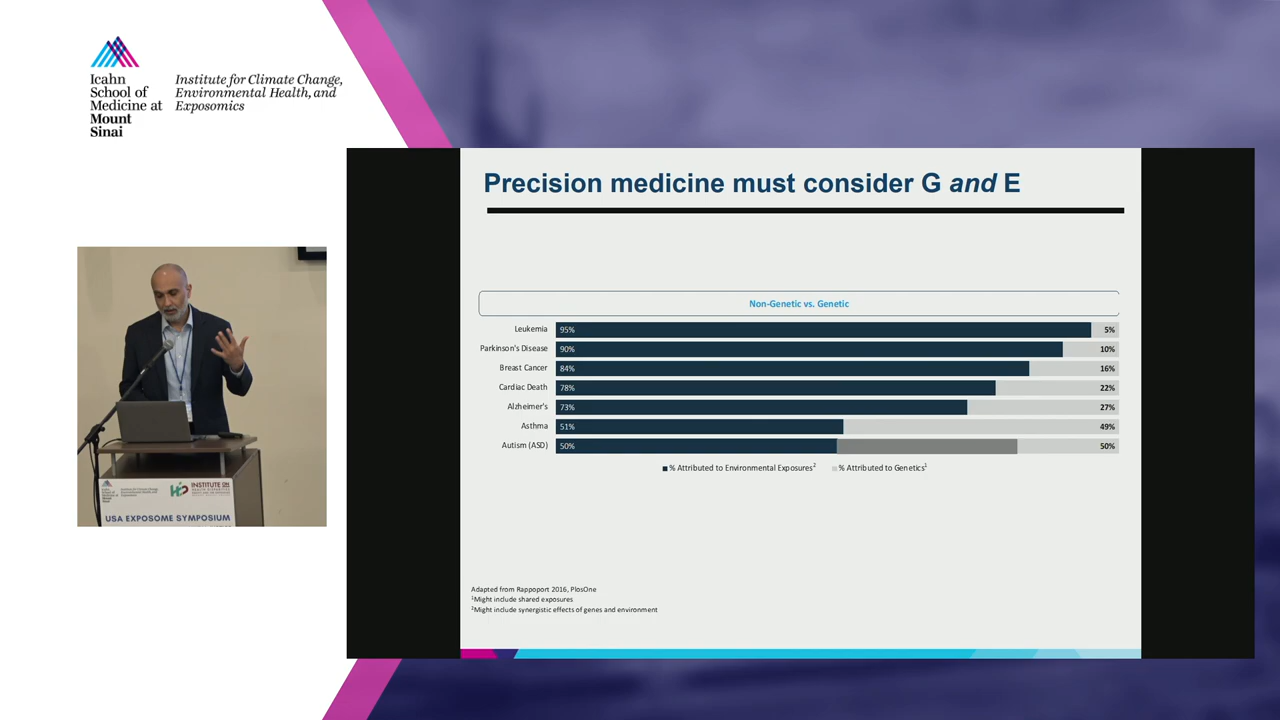 Icahn
School of
Medicine at
Mount
Sinai
Institute for Climate Change,
Environmental Health, and
Exposomics
Precision medicine must consider G and E
Non-Genetic vs. Genetic
Leukemia 95% 5%
Parkinson's Disease 90% 10%
Breast Cancer 84% 16%
Cardiac Death 78% 22%
Alzheimer's 73% 27%
Asthma 51% 49%
Autism (ASD) 50% 50%
% Attributed to Environmental Exposures² % Attributed to Genetics¹
Adapted from Rappoport 2016, PlosOne
¹Might include shared exposures
²Might include synergistic effects of genes and environment
INSTITUTE
USA EXPOSOME SYMPOSIUM